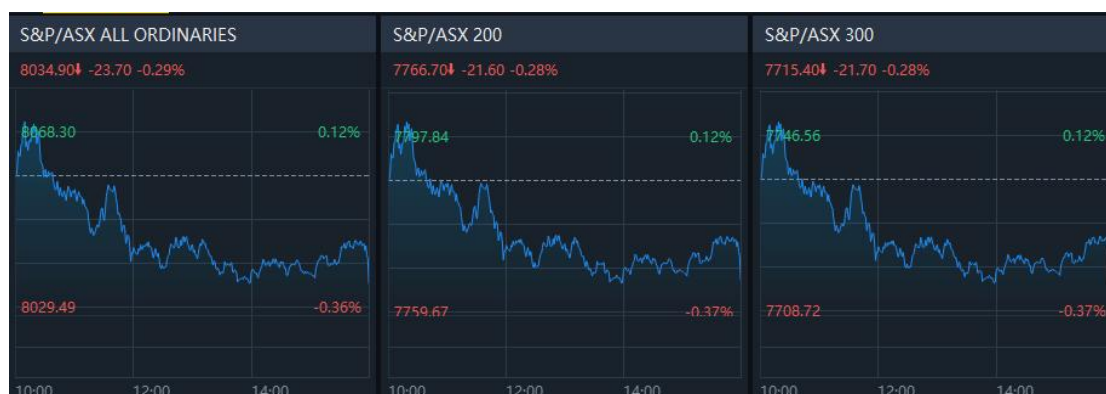 S&P/ASX ALL ORDINARIES
8034.90⬇ -23.70 -0.29%
8068.30 0.12%
8029.49 -0.36%
10:00 12:00 14:00
S&P/ASX 200
7766.70⬇ -21.60 -0.28%
7797.84 0.12%
7759.67 -0.37%
10:00 12:00 14:00
S&P/ASX 300
7715.40⬇ -21.70 -0.28%
7746.56 0.12%
7708.72 -0.37%
10:00 12:00 14:00